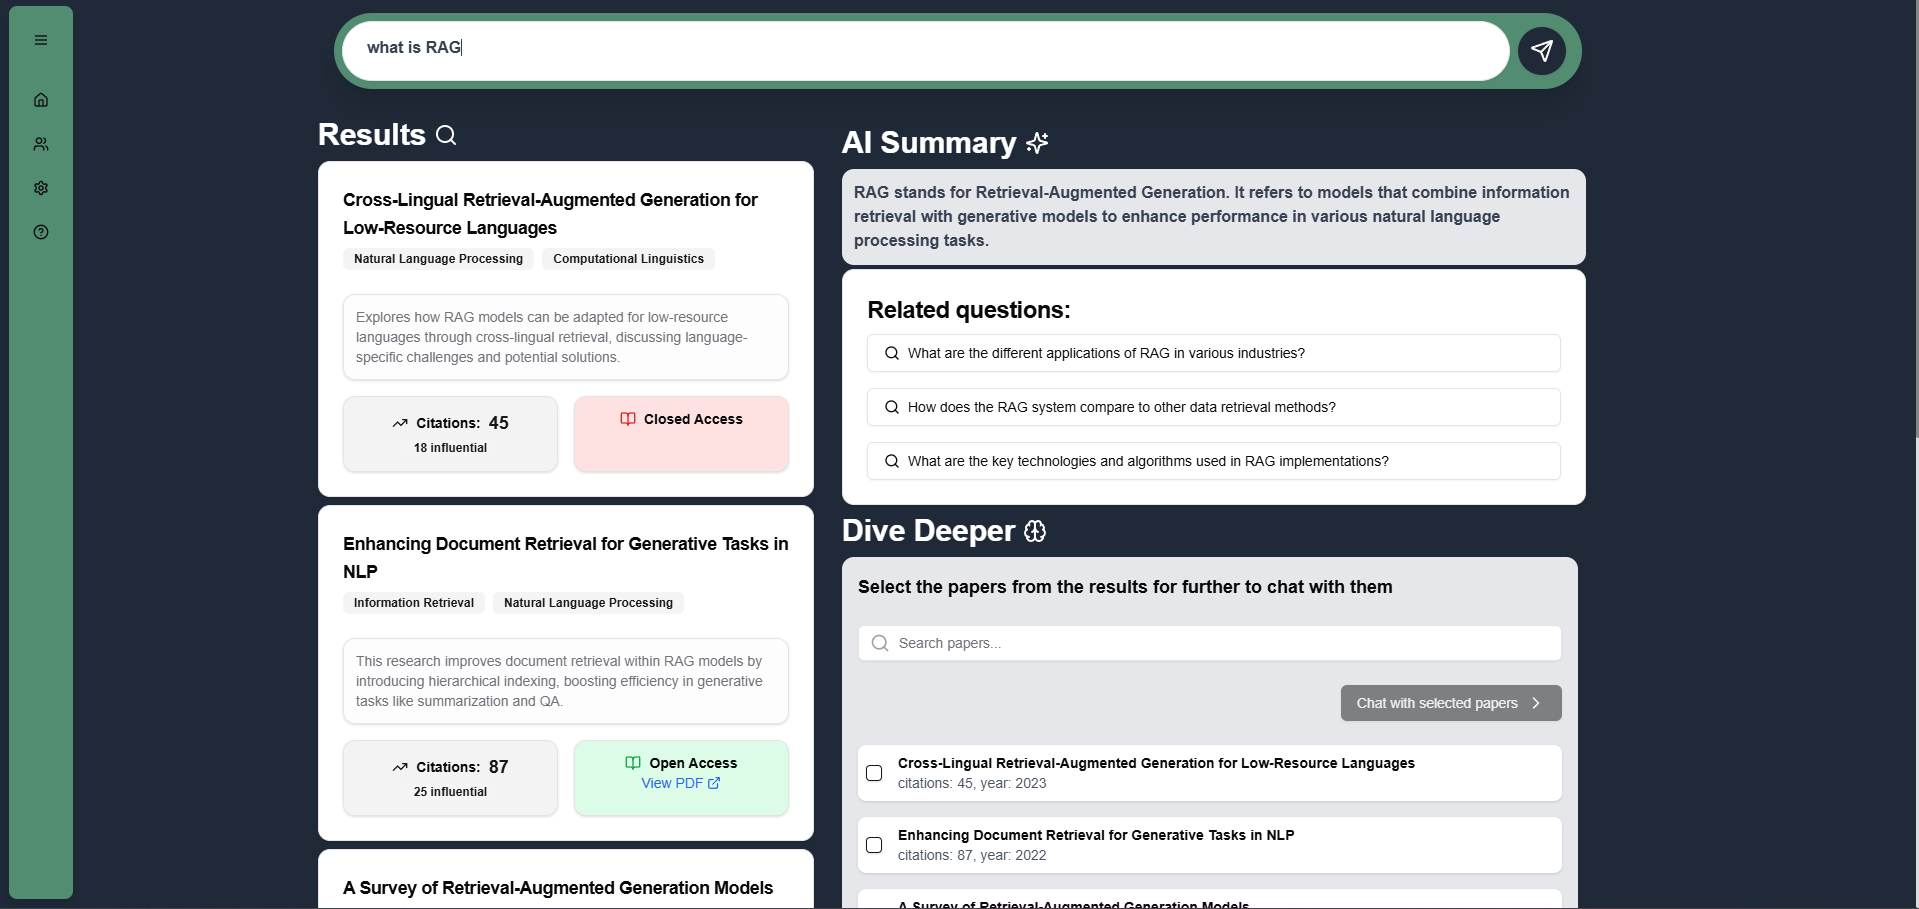 what is RAG
Results
Cross-Lingual Retrieval-Augmented Generation for
Low-Resource Languages
Natural Language Processing
Computational Linguistics
Explores how RAG models can be adapted for low-resource
languages through cross-lingual retrieval, discussing language-
specific challenges and potential solutions.
Citations: 45
18 influential
Closed Access
Enhancing Document Retrieval for Generative Tasks in
NLP
Information Retrieval
Natural Language Processing
This research improves document retrieval within RAG models by
introducing hierarchical indexing, boosting efficiency in generative
tasks like summarization and QA.
Citations: 87
25 influential
Open Access
View PDF
A Survey of Retrieval-Augmented Generation Models
AI Summary
RAG stands for Retrieval-Augmented Generation. It refers to models that combine information
retrieval with generative models to enhance performance in various natural language
processing tasks.
Related questions:
What are the different applications of RAG in various industries?
How does the RAG system compare to other data retrieval methods?
What are the key technologies and algorithms used in RAG implementations?
Dive Deeper
Select the papers from the results for further to chat with them
Search papers...
Chat with selected papers
Cross-Lingual Retrieval-Augmented Generation for Low-Resource Languages
citations: 45, year: 2023
Enhancing Document Retrieval for Generative Tasks in NLP
citations: 87, year: 2022
A Survey of Retrieval-Augmented Generation Models